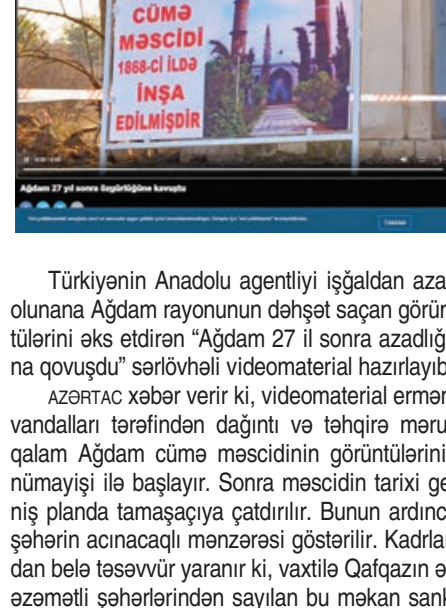 CÜMƏ
MƏSCİDİ
1868-Cİ İLDƏ
İNŞA
EDİLMİŞDİR
Ağdam 27 yıl sonra özgürlüğüne kavuştu
Türkiyənin Anadolu agentliyi işğaldan aza
olunana Ağdam rayonunun dəhşət saçan görün
tülərini əks etdirən “Ağdam 27 il sonra azadlığ
na qovuşdu” sərlövhəli videomaterial hazırlayıb
AZƏRTAC xəbər verir ki, videomaterial ermən
vandalları tərəfindən dağıntı və təhqirə məru
qalam Ağdam cümə məscidinin görüntülərini
nümayişi ilə başlayır. Sonra məscidin tarixi ge
niş planda tamaşaçıya çatdırılır. Bunun ardınc
şəhərin acınacaqlı mənzərəsi göstərilir. Kadrlar
dan belə təsəvvür yaranır ki, vaxtilə Qafqazın ə
əzəmətli şəhərlərindən sayılan bu məkan sank